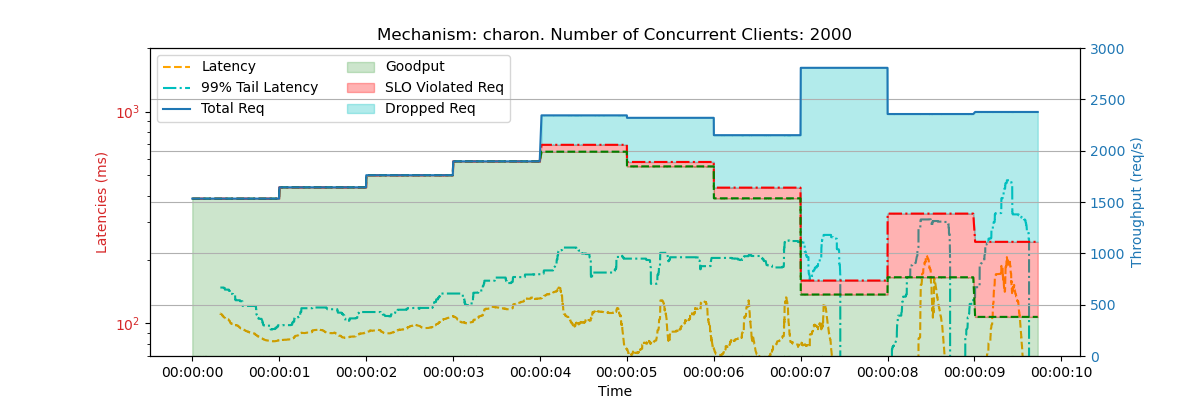 Mechanism: charon. Number of Concurrent Clients: 2000
Latency
99% Tail Latency
Total Req
Goodput
SLO Violated Req
Dropped Req
Latencies (ms)
10³
10²
3000
2500
2000
1500
1000
500
0
Throughput (req/s)
00:00:00 00:00:01 00:00:02 00:00:03 00:00:04 00:00:05 00:00:06 00:00:07 00:00:08 00:00:09 00:00:10
Time